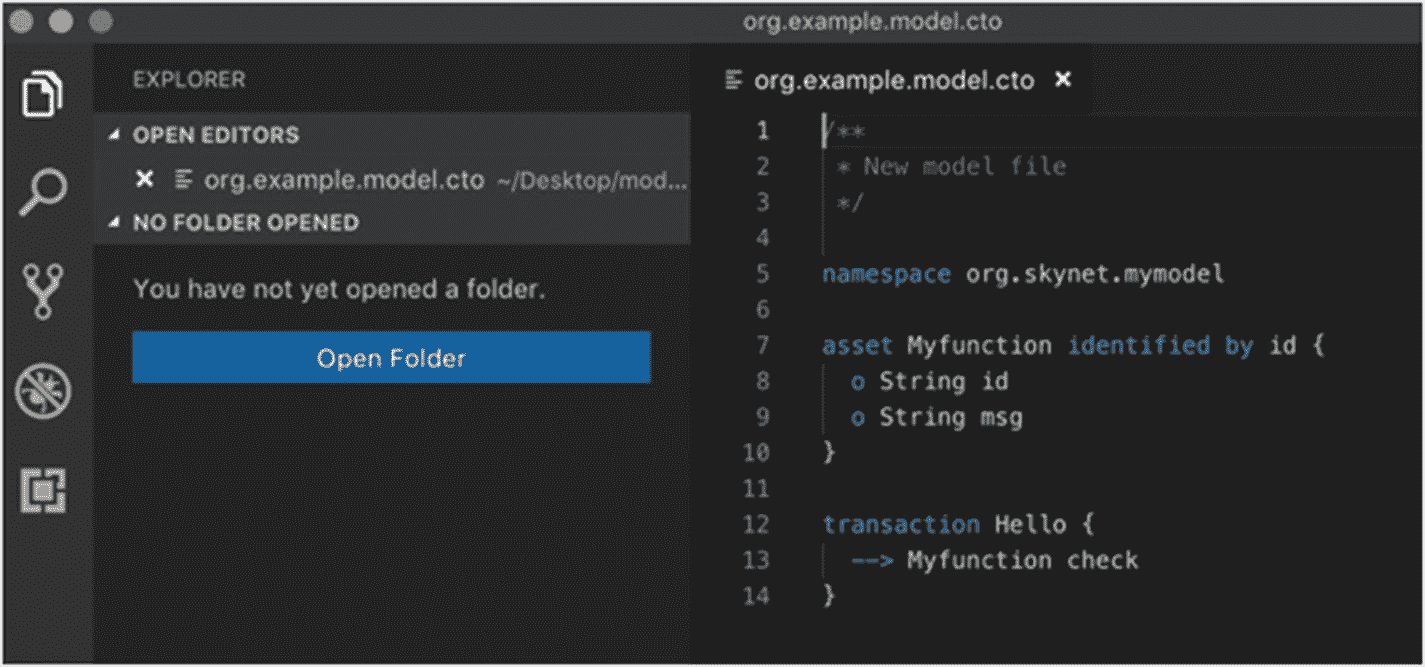 org.example.model.cto
EXPLORER
OPEN EDITORS
org.example.model.cto ~/Desktop/mod...
NO FOLDER OPENED
You have not yet opened a folder.
Open Folder
org.example.model.cto
1 /**
2 * New model file
3 */
4
5 namespace org.skynet.mymodel
6
7 asset Myfunction identified by id {
8 o String id
9 o String msg
10 }
11
12 transaction Hello {
13 --> Myfunction check
14 }